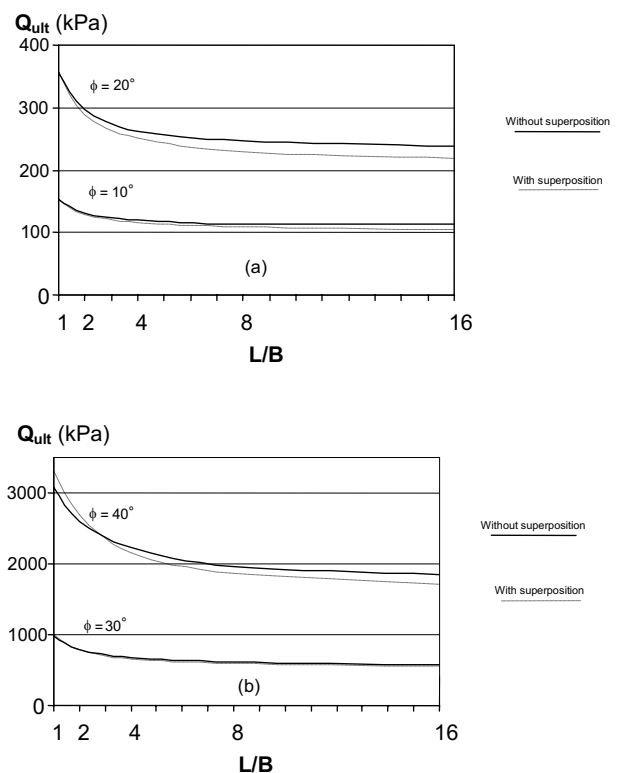 Qult (kPa)
400
300
200
100
0
ϕ = 20°
ϕ = 10°
(a)
1 2 4 8 16
L/B
Without superposition
With superposition
Qult (kPa)
3000
2000
1000
0
ϕ = 40°
ϕ = 30°
(b)
1 2 4 8 16
L/B
Without superposition
With superposition